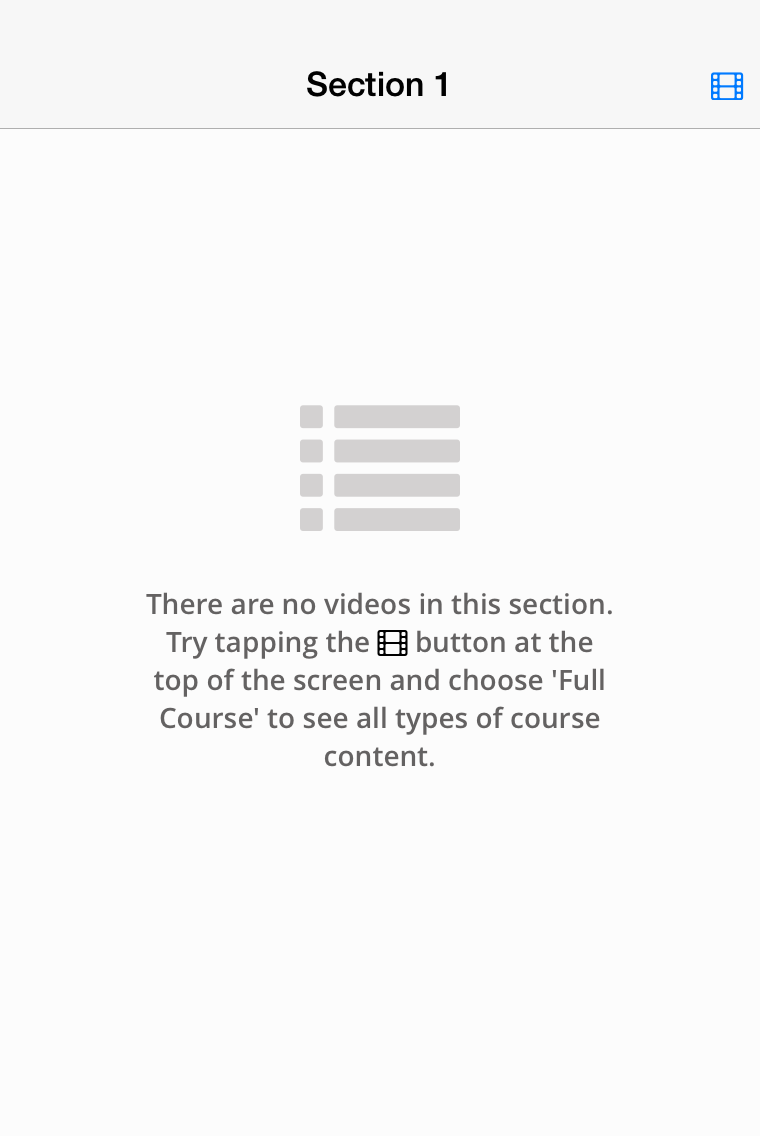 Section 1
There are no videos in this section.
Try tapping the button at the
top of the screen and choose 'Full
Course' to see all types of course
content.